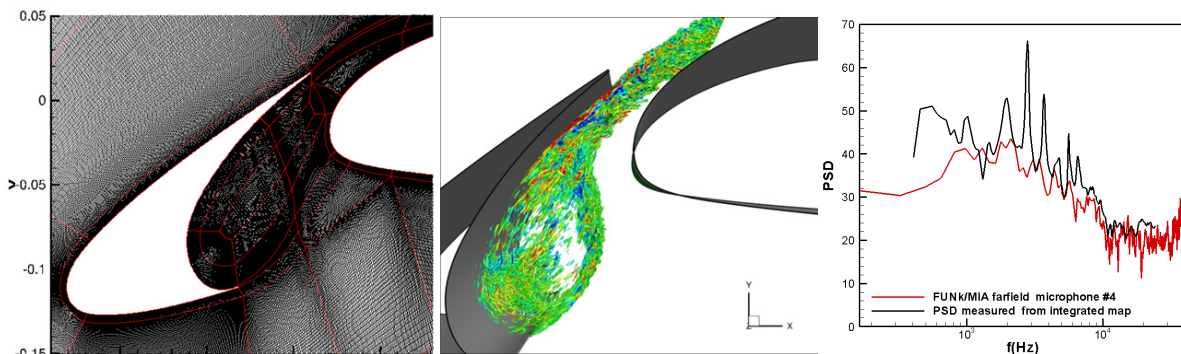 0.05
0
-0.05
-0.1
-0.15
Y
Y
Z
X
70
60
50
40
30
20
10
0
PSD
FUNk/MIA farfield microphone #4
PSD measured from integrated map
10³
10⁴
f(Hz)